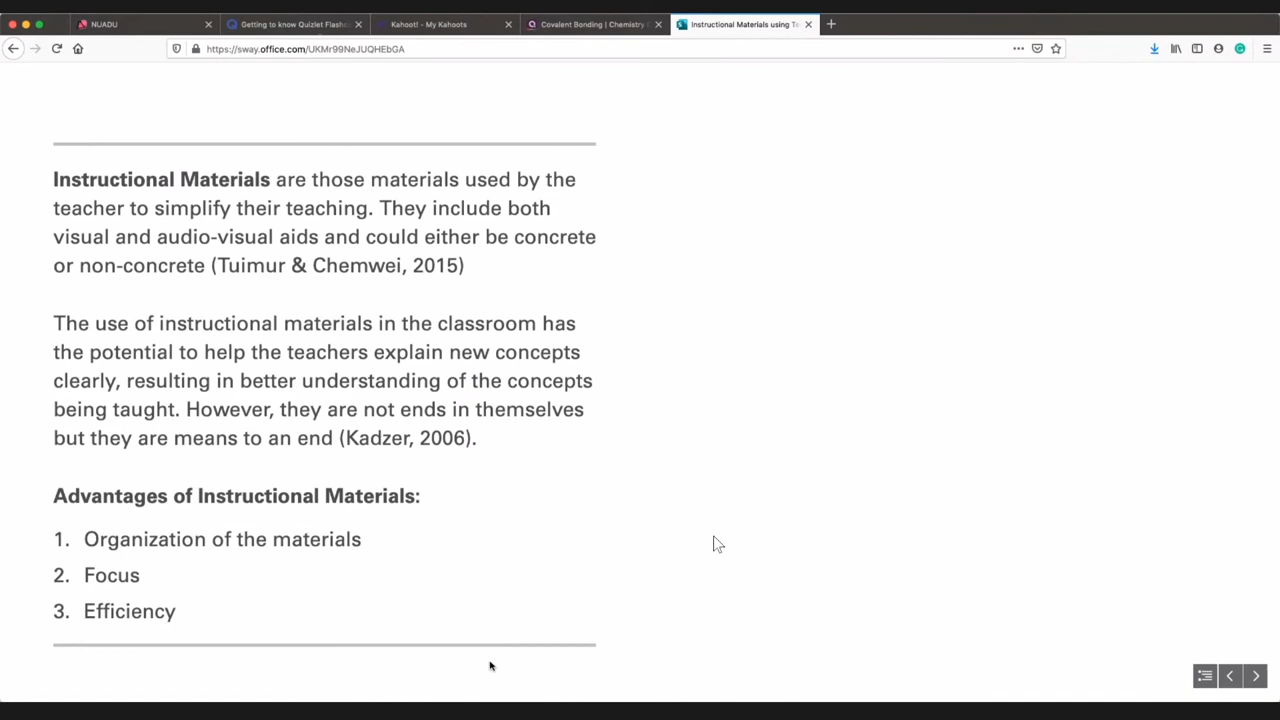 NUADU
Getting to know Quizlet Flashc
Kahoot! - My Kahoots
Covalent Bonding | Chemistry
Instructional Materials using Te
https://sway.office.com/UKMr99NeJUQHEbGA
Instructional Materials are those materials used by the
teacher to simplify their teaching. They include both
visual and audio-visual aids and could either be concrete
or non-concrete (Tuimur & Chemwei, 2015)
The use of instructional materials in the classroom has
the potential to help the teachers explain new concepts
clearly, resulting in better understanding of the concepts
being taught. However, they are not ends in themselves
but they are means to an end (Kadzer, 2006).
Advantages of Instructional Materials:
1. Organization of the materials
2. Focus
3. Efficiency